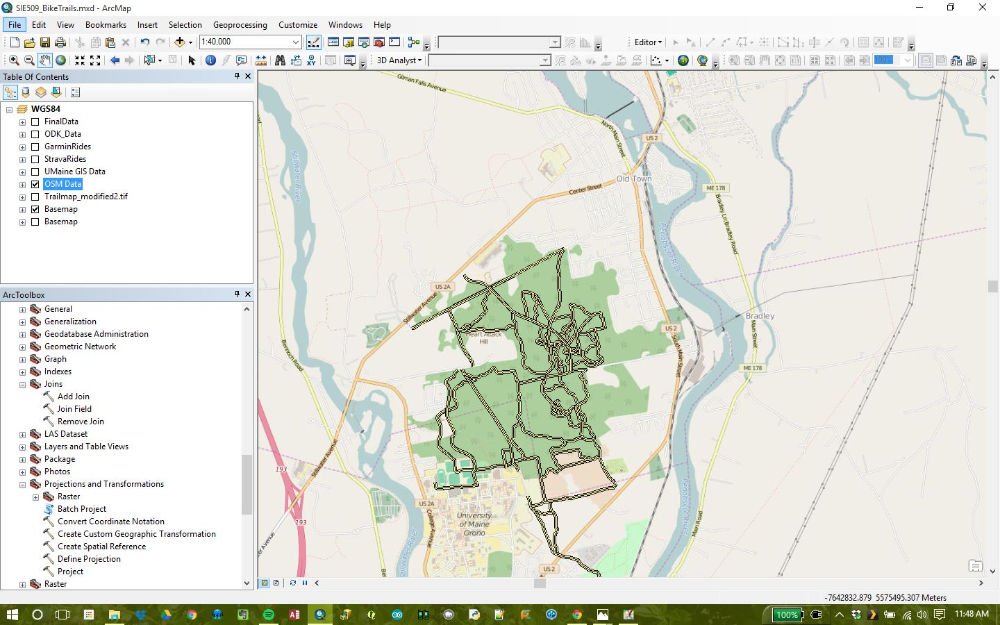 SIE509_BikeTrails.mxd - ArcMap
File Edit View Bookmarks Insert Selection Geoprocessing Customize Windows Help
1:40,000
Editor
3D Analyst
100%
Table Of Contents
WGS84
FinalData
ODK_Data
GarminRides
StravaRides
UMaine GIS Data
OSM Data
Trailmap_modified2.tif
Basemap
Basemap
ArcToolbox
General
Generalization
Geodatabase Administration
Geometric Network
Graph
Indexes
Joins
Add Join
Join Field
Remove Join
LAS Dataset
Layers and Table Views
Package
Photos
Projections and Transformations
Raster
Batch Project
Convert Coordinate Notation
Create Custom Geographic Transformation
Create Spatial Reference
Define Projection
Project
Raster
Gilman Falls Avenue
North Main Street
US 2
Old Town
Center Street
ME 178
Bradley Ln; Bradley Road
Stillwater River
Penobscot River
US 2A
Stillwater Avenue
Heart Attack
Hill
US 2
Bradley
South Main Street
Main Street
ME 178
Bennoch Road
Stillwater Avenue
193
193
US 2A
College Avenue
University
of Maine
Orono
Stillwater River
Penobscot River
Main Road
US 2
-7642832.879 5575495.307 Meters
100%
11:48 AM